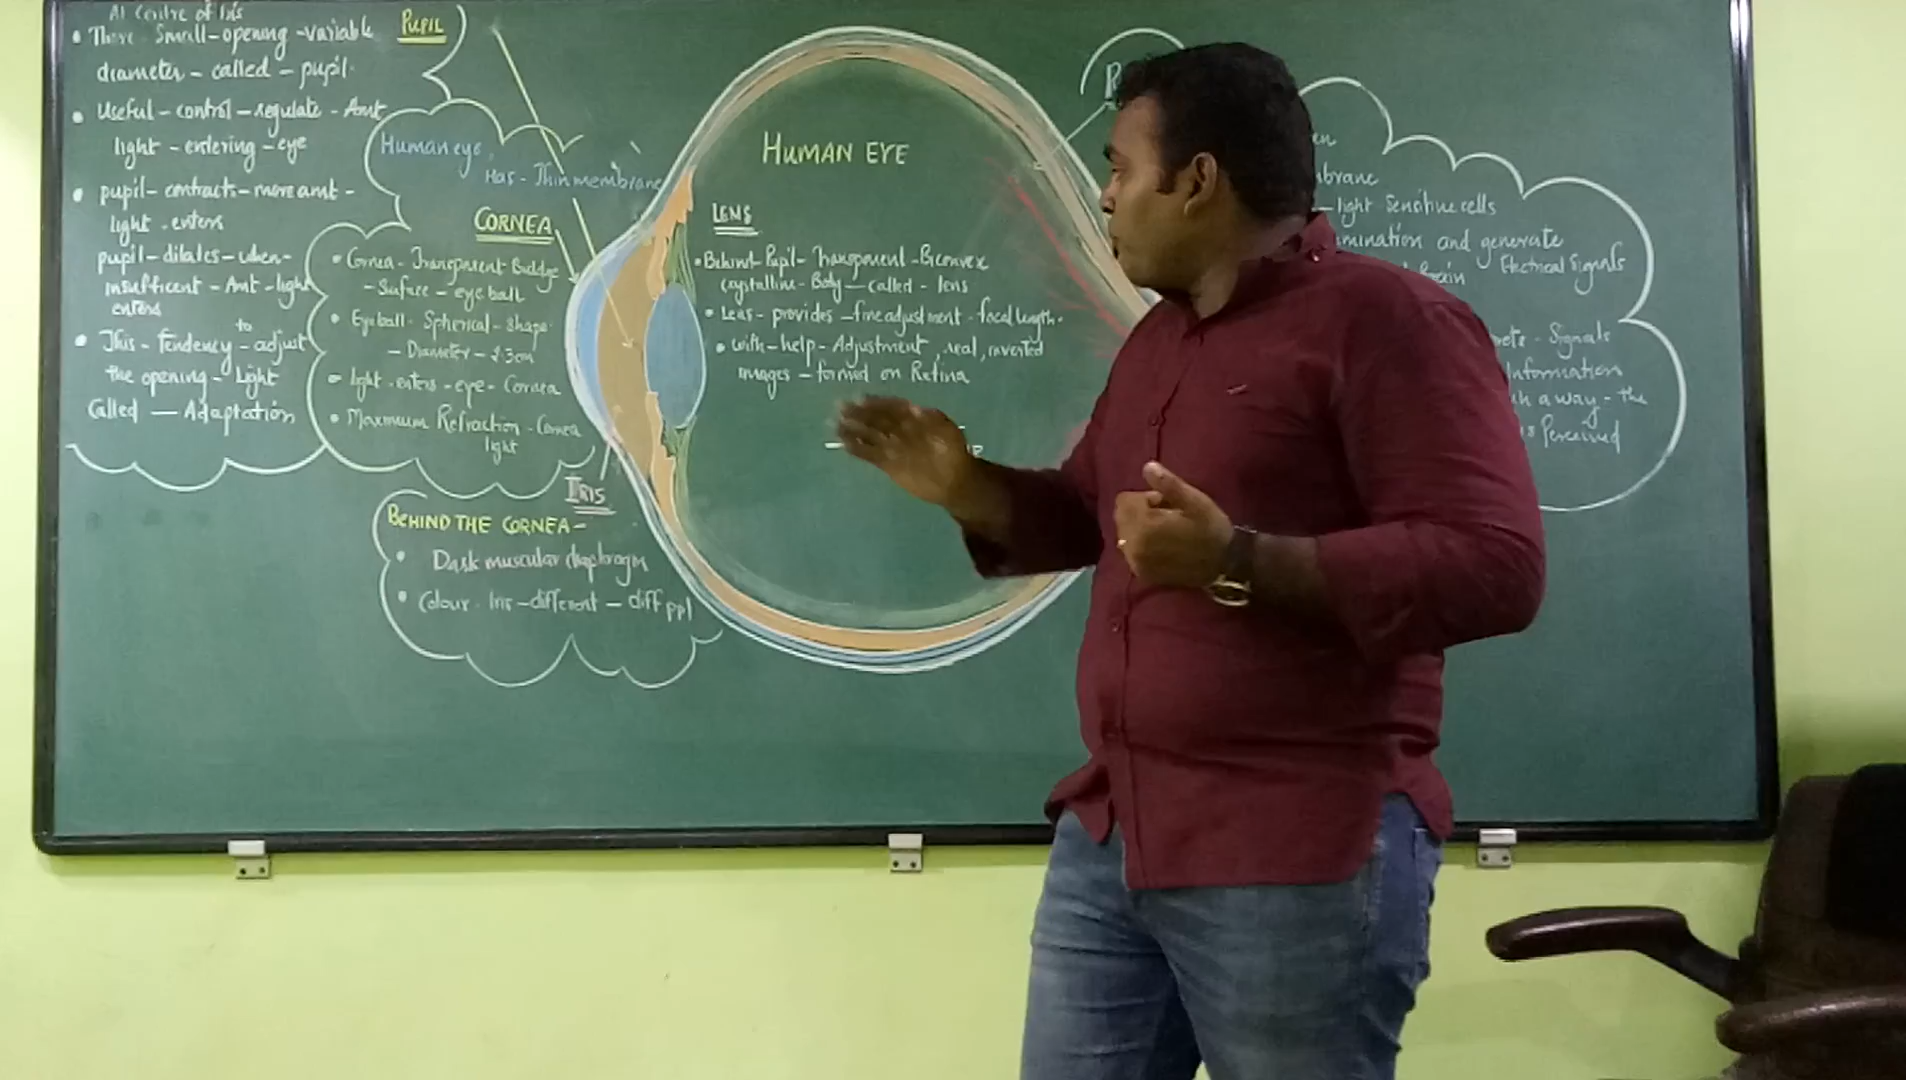 At Centre of Iris
• There - Small - opening - variable
diameter - called - pupil.
• Useful - control - regulate - Amt
light - entering - eye
• pupil - contracts - more amt -
light - enters
pupil - dilates - when -
insufficent - Amt - light
enters
• This - tendency - to adjust
the opening - Light
Called — Adaptation
PUPIL
Human eye,
Has - Thin membrane
CORNEA
• Cornea - Transparent
- Surface - eye ball
• Eyeball - Spherical - shape
- Diameter - 2.3cm
• light - enters - eye - Cornea
• Maximum Refraction - Cornea
light
IRIS
BEHIND THE CORNEA -
• Dask muscular diaphragm
• Colour - Iris - different - diff ppl
HUMAN EYE
LENS
• Behind - Pupil - Transparent - Biconvex
crystalline - Body — called - lens
• Lens - provides - fine adjustment - focal length.
• with - help - Adjustment, real, inverted
images - formed on Retina
— light Sensitive cells
and generate
Electrical Signals
- Signals
Information
a way - the
Perceived